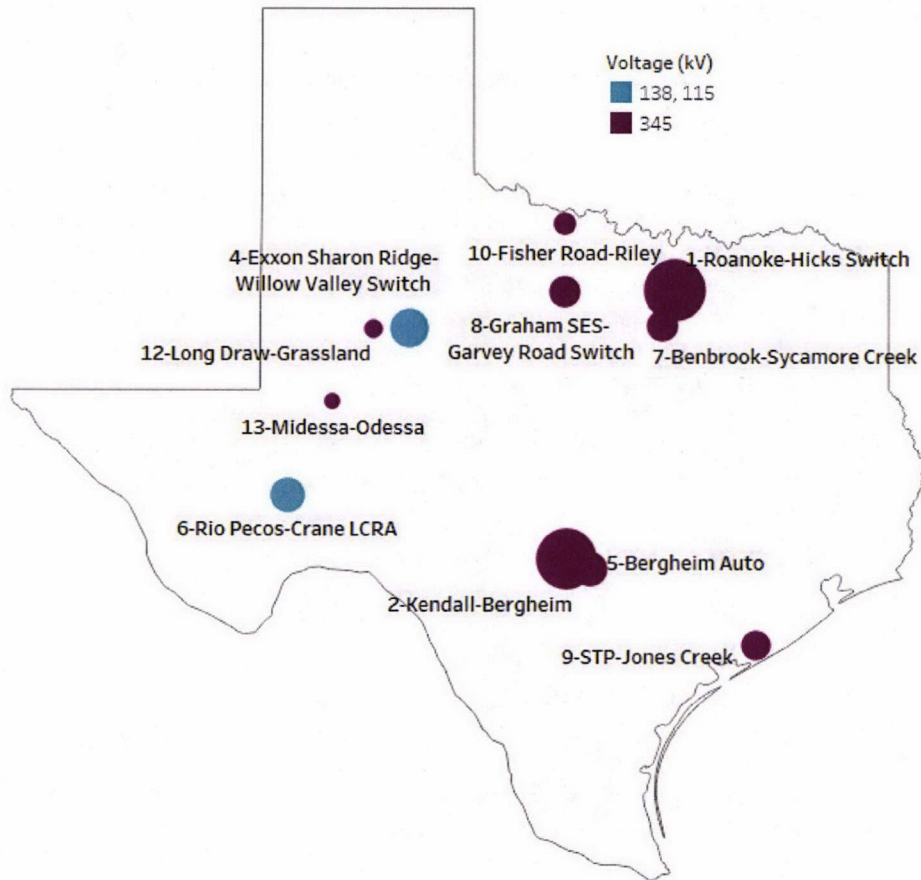 Voltage (kV)
138, 115
345
4-Exxon Sharon Ridge-
Willow Valley Switch
10-Fisher Road-Riley
1-Roanoke-Hicks Switch
12-Long Draw-Grassland
8-Graham SES-
Garvey Road Switch
7-Benbrook-Sycamore Creek
13-Midessa-Odessa
6-Rio Pecos-Crane LCRA
5-Bergheim Auto
2-Kendall-Bergheim
9-STP-Jones Creek